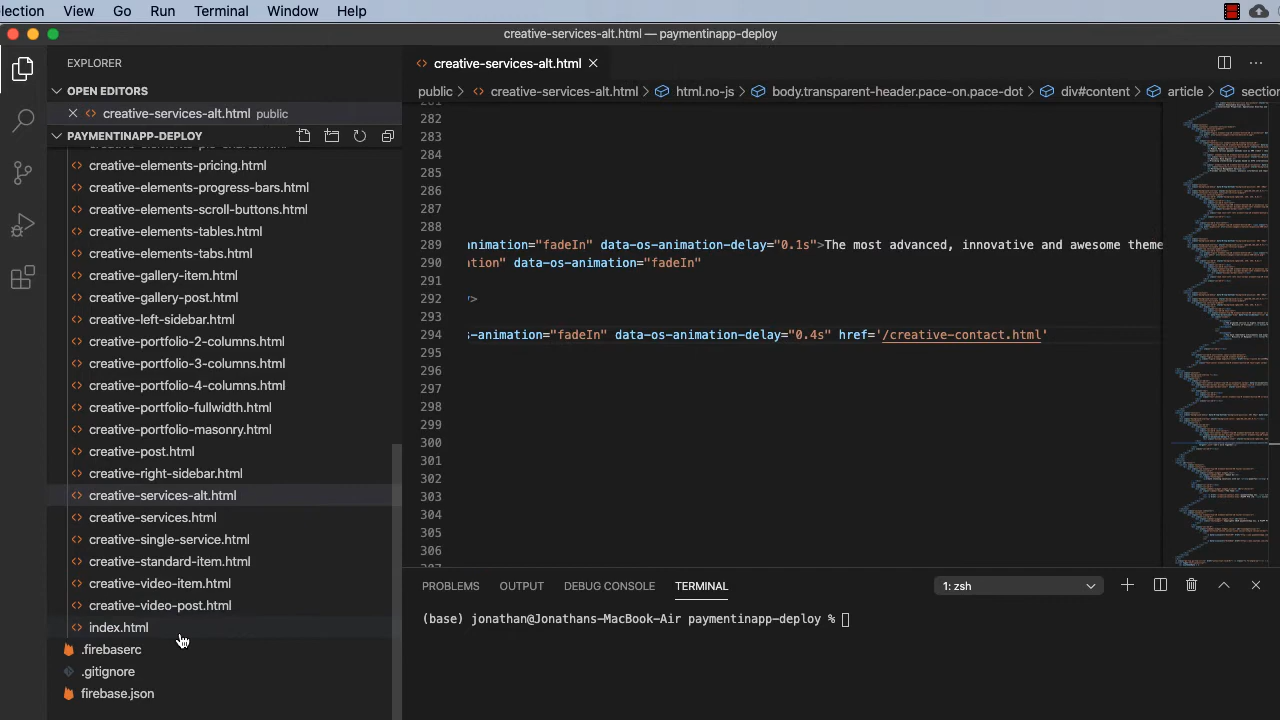 election View Go Run Terminal Window Help
creative-services-alt.html — paymentinapp-deploy
EXPLORER
OPEN EDITORS
creative-services-alt.html public
PAYMENTINAPP-DEPLOY
creative-elements-pricing.html
creative-elements-progress-bars.html
creative-elements-scroll-buttons.html
creative-elements-tables.html
creative-elements-tabs.html
creative-gallery-item.html
creative-gallery-post.html
creative-left-sidebar.html
creative-portfolio-2-columns.html
creative-portfolio-3-columns.html
creative-portfolio-4-columns.html
creative-portfolio-fullwidth.html
creative-portfolio-masonry.html
creative-post.html
creative-right-sidebar.html
creative-services-alt.html
creative-services.html
creative-single-service.html
creative-standard-item.html
creative-video-item.html
creative-video-post.html
index.html
.firebaserc
.gitignore
firebase.json
creative-services-alt.html
public > creative-services-alt.html > html.no-js > body.transparent-header.pace-on.pace-dot > div#content > article > section
281
282
283
284
285
286
287
288
289 animation="fadeIn" data-os-animation-delay="0.1s">The most advanced, innovative and awesome theme
290 ation" data-os-animation="fadeIn"
291
292 />
293
294 s-animation="fadeIn" data-os-animation-delay="0.4s" href='/creative-contact.html'
295
296
297
298
299
300
301
302
303
304
305
306
PROBLEMS OUTPUT DEBUG CONSOLE TERMINAL 1: zsh
(base) jonathan@Jonathans-MacBook-Air paymentinapp-deploy %